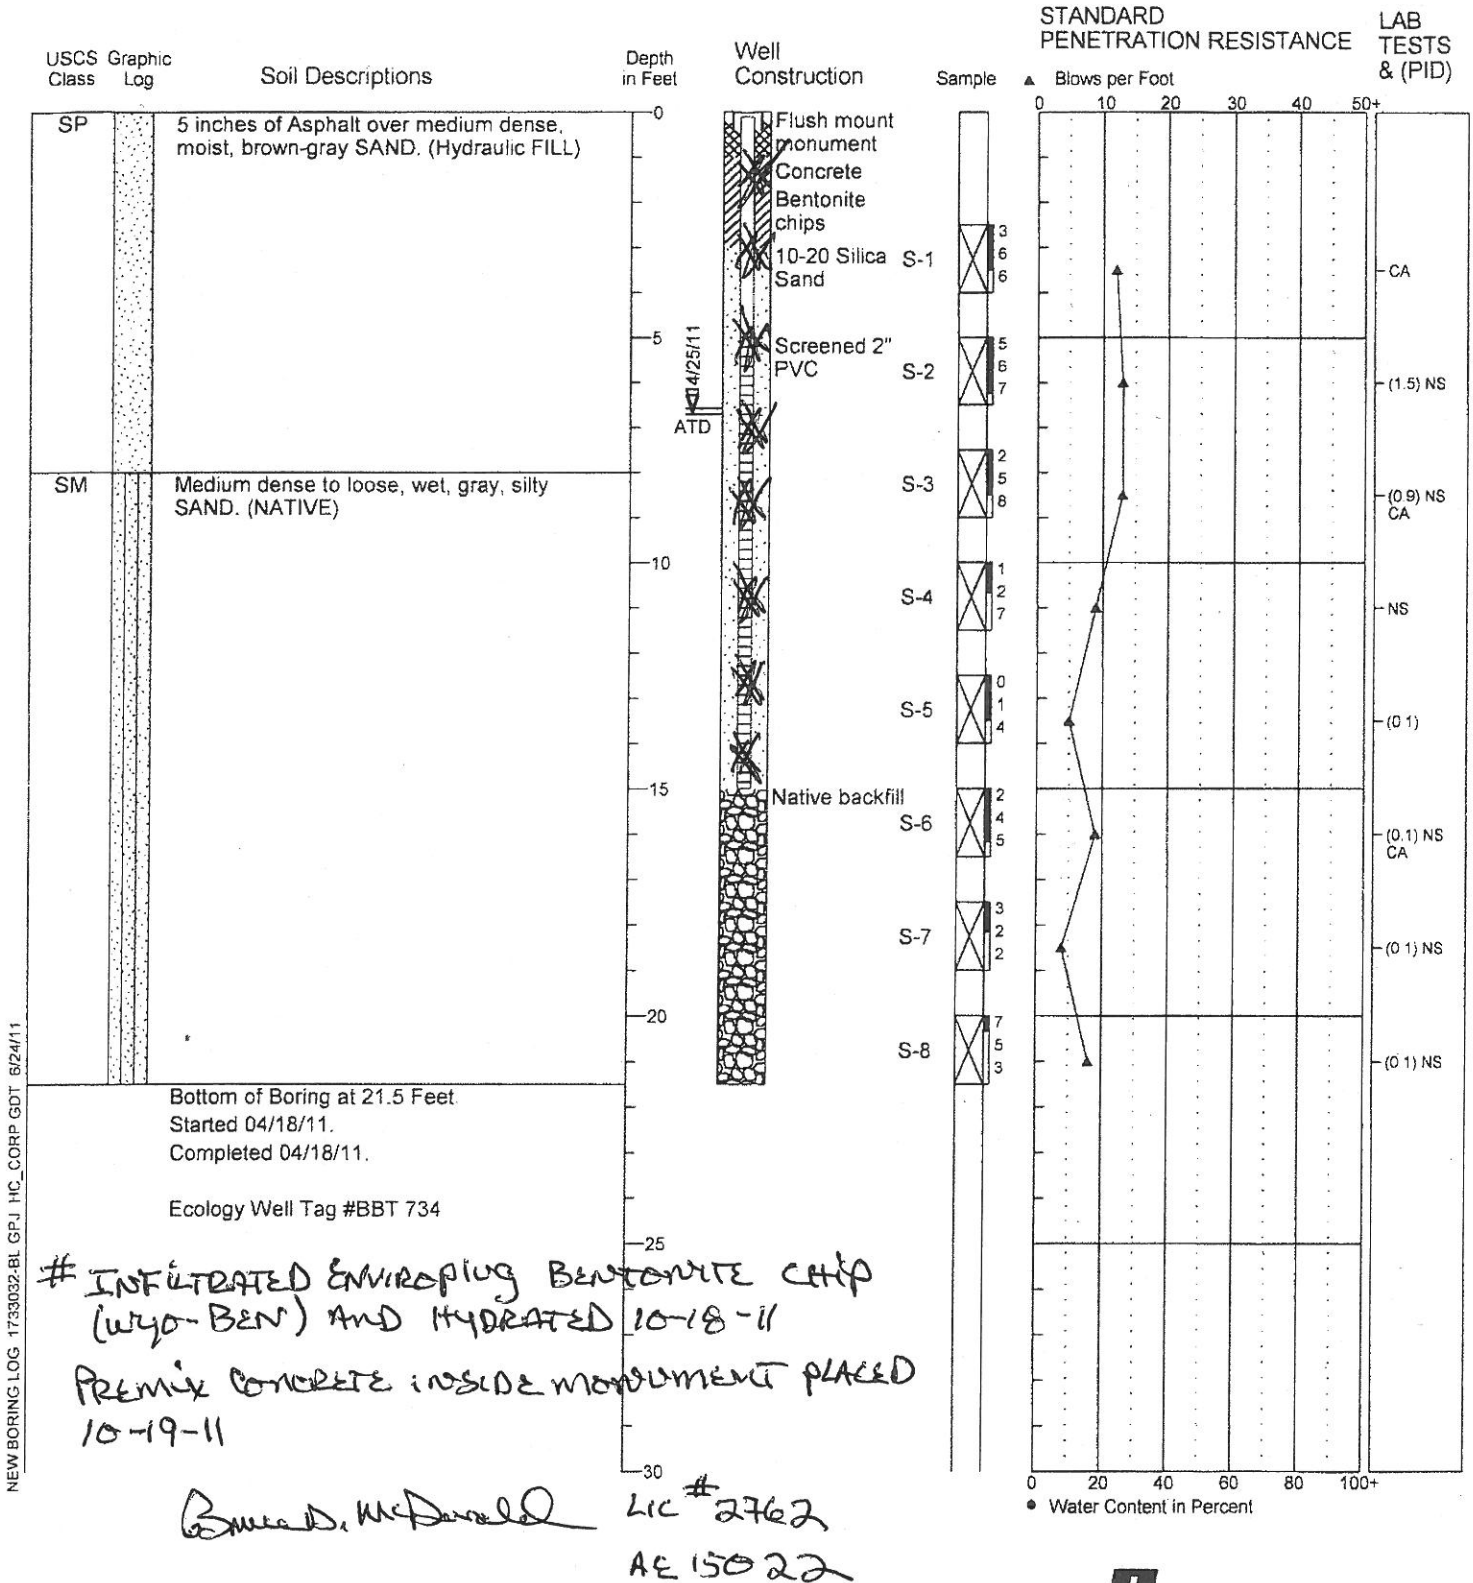 STANDARD
PENETRATION RESISTANCE
LAB
TESTS
& (PID)
USCS Graphic
Class Log
Soil Descriptions
Depth
in Feet
Well
Construction
Sample
▲ Blows per Foot
0 10 20 30 40 50+
SP
5 inches of Asphalt over medium dense,
moist, brown-gray SAND. (Hydraulic FILL)
0
Flush mount
monument
Concrete
Bentonite
chips
10-20 Silica
Sand
S-1
3
6
6
CA
5
4/25/11
ATD
Screened 2"
PVC
S-2
5
6
7
(1.5) NS
SM
Medium dense to loose, wet, gray, silty
SAND. (NATIVE)
S-3
2
5
8
(0.9) NS
CA
10
S-4
1
2
7
NS
S-5
0
1
4
(0 1)
15
Native backfill
S-6
2
4
5
(0.1) NS
CA
S-7
3
2
2
(0 1) NS
20
S-8
7
5
3
(0 1) NS
Bottom of Boring at 21.5 Feet.
Started 04/18/11.
Completed 04/18/11.
Ecology Well Tag #BBT 734
25
# INFILTRATED ENVIROPLUG BENTONITE CHIP
(WYO-BEN) AND HYDRATED 10-18-11
PREMIX CONCRETE INSIDE MONUMENT PLACED
10-19-11
30
0 20 40 60 80 100+
● Water Content in Percent
Bruce D. McDonald LIC # 2762
AE 15022
NEW BORING LOG 1733032-BL GPJ HC_CORP GDT 6/24/11